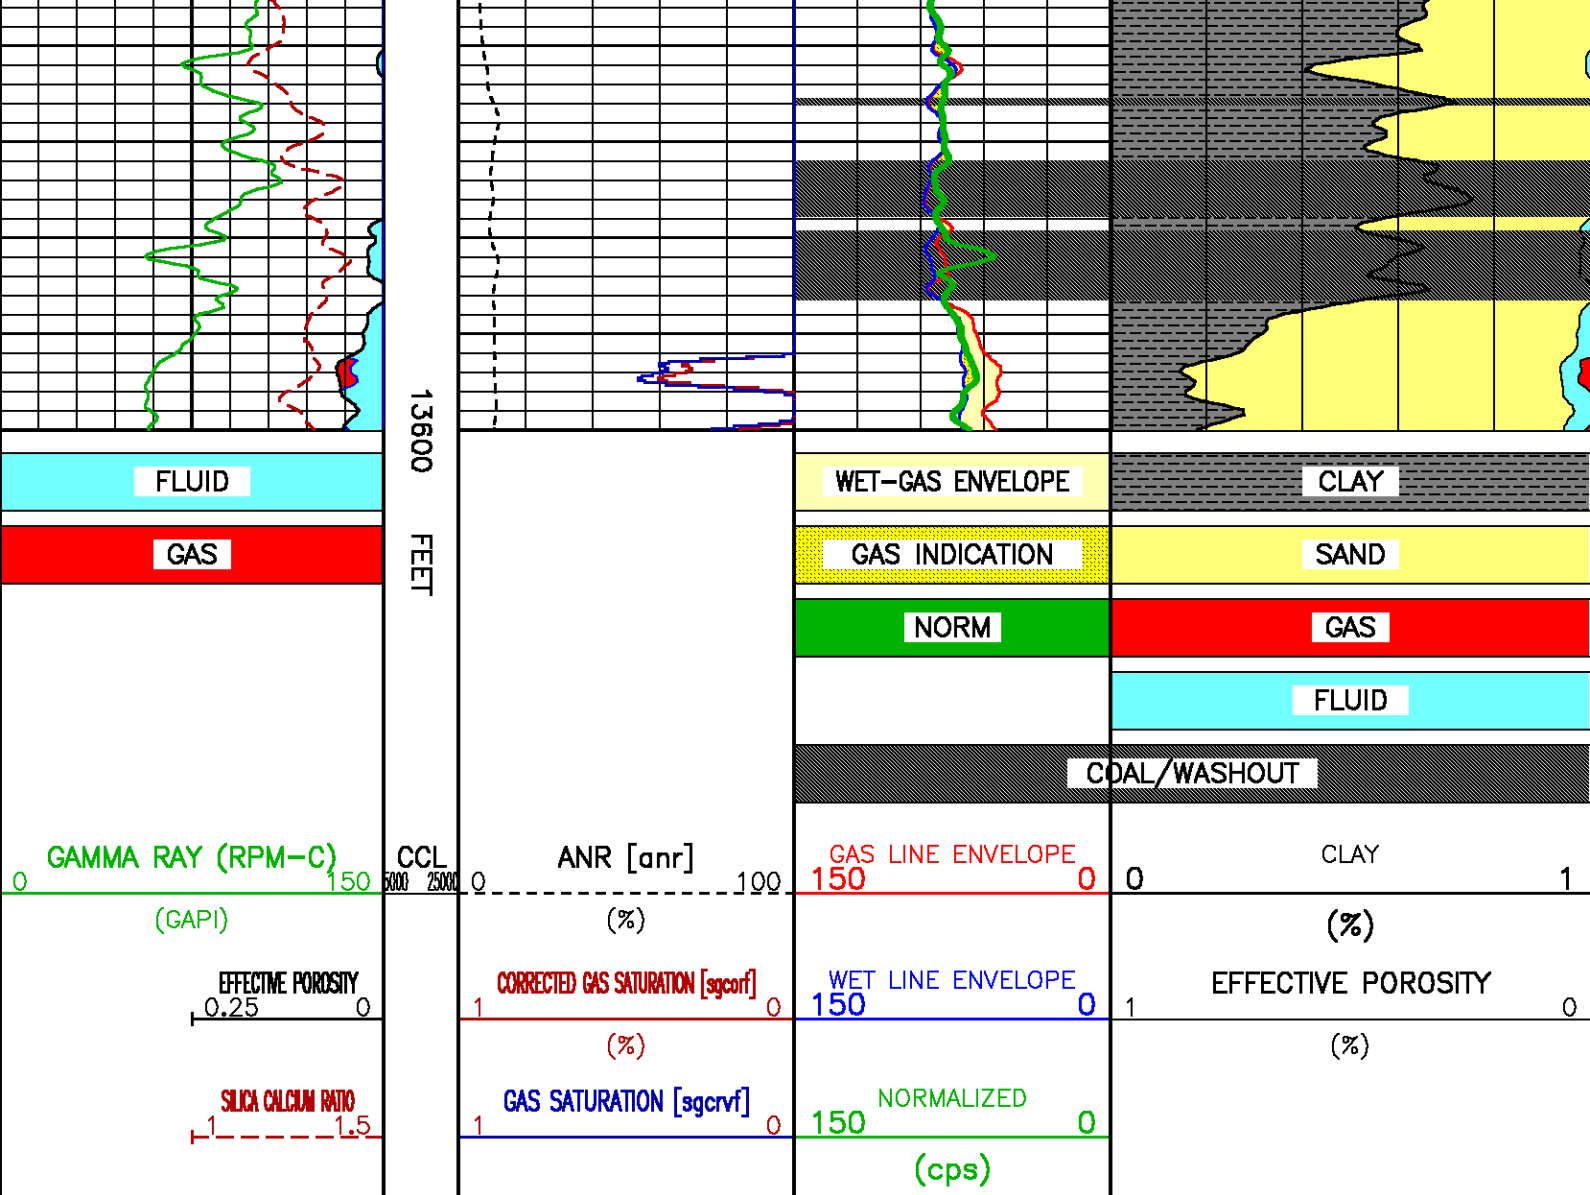 13600
FEET
FLUID
WET-GAS ENVELOPE
CLAY
GAS
GAS INDICATION
SAND
NORM
GAS
FLUID
COAL/WASHOUT
GAMMA RAY (RPM-C)
0 150
(GAPI)
EFFECTIVE POROSITY
0.25 0
SILICA CALCIUM RATIO
1 1.5
CCL
5000 25000
ANR [anr]
0 100
(%)
CORRECTED GAS SATURATION [sgcorf]
1 0
(%)
GAS SATURATION [sgcrvf]
1 0
GAS LINE ENVELOPE
150 0
WET LINE ENVELOPE
150 0
NORMALIZED
150 0
(cps)
CLAY
0 1
(%)
EFFECTIVE POROSITY
1 0
(%)